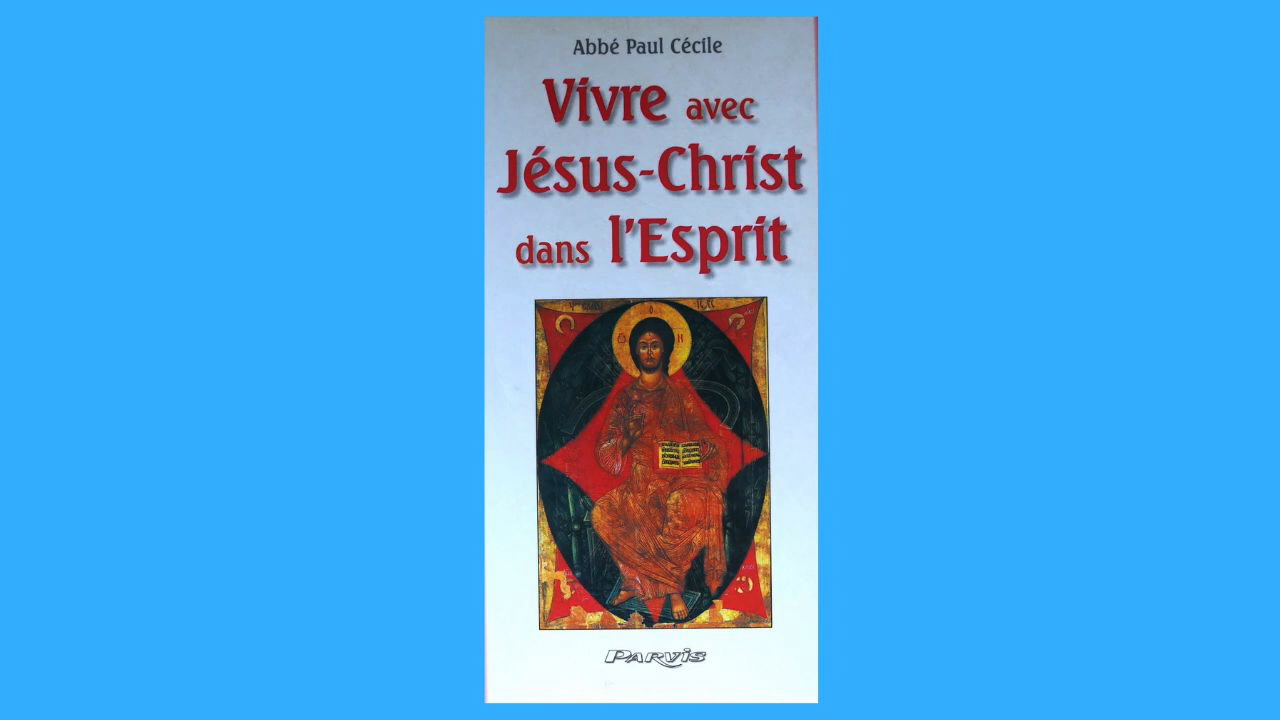 Abbé Paul Cécile
Vivre avec
Jésus-Christ
dans l'Esprit
PARVIS